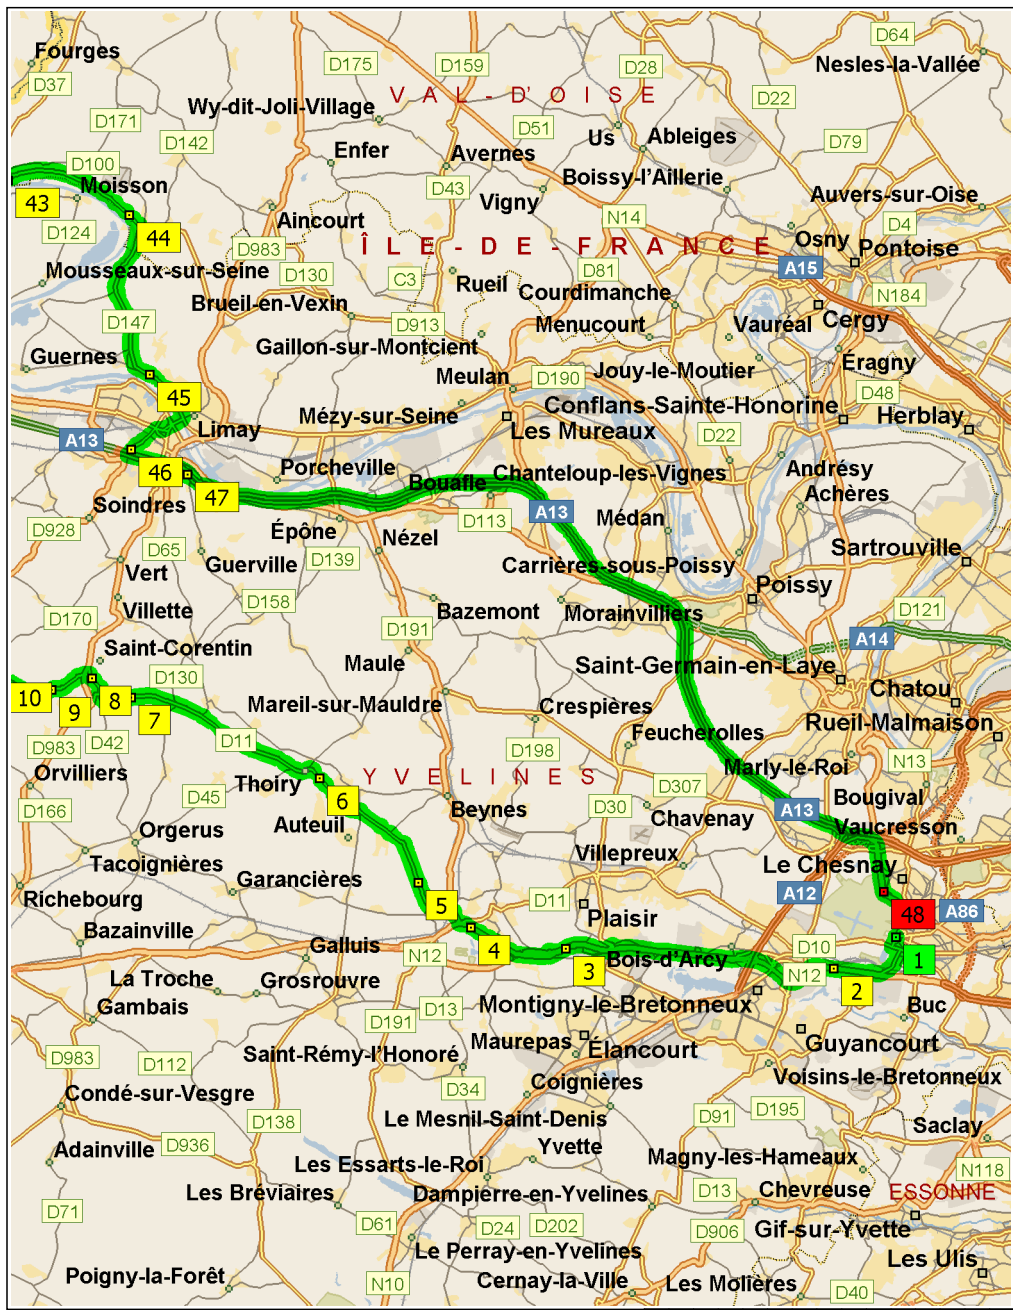 Fourges
D64
Nesles-la-Vallée
D175
D159
D28
D37
VAL-D'OISE
D22
Wy-dit-Joli-Village
D171
D51
Us
Ableiges
D142
D79
Enfer
Avernes
D100
Boissy-l'Aillerie
Moisson
D43
Auvers-sur-Oise
43
Vigny
Aincourt
N14
D4
D124
44
Osny
D983
ÎLE-DE-FRANCE
Pontoise
Mousseaux-sur-Seine
D130
C3
Rueil
D81
A15
Brueil-en-Vexin
Courdimanche
N184
D147
D913
Menucourt
Vauréal
Cergy
Guernes
Gaillon-sur-Montcient
Éragny
Meulan
D190
Jouy-le-Moutier
D48
45
Mézy-sur-Seine
Conflans-Sainte-Honorine
Herblay
A13
Limay
Les Mureaux
D22
46
Porcheville
Chanteloup-les-Vignes
Andrésy
47
Bouafle
Achères
Soindres
A13
D928
Épône
D113
Médan
Nézel
D65
D139
Sartrouville
Vert
Guerville
Carrières-sous-Poissy
Poissy
Villette
D158
Bazemont
Morainvilliers
D121
D170
D191
A14
Saint-Corentin
Maule
Saint-Germain-en-Laye
D130
Chatou
10
9
8
7
Mareil-sur-Mauldre
Crespières
Rueil-Malmaison
D983
D42
D11
Feucherolles
D198
Orvilliers
Marly-le-Roi
N13
Thoiry
YVELINES
D307
D166
D45
6
Beynes
D30
A13
Bougival
Auteuil
Chavenay
Vaucresson
Orgerus
Tacoignières
Villepreux
Le Chesnay
Garancières
A12
Richebourg
5
D11
Plaisir
48
A86
Bazainville
Galluis
4
D10
N12
3
Bois-d'Arcy
1
La Troche
Grosrouvre
N12
2
Gambais
D13
Montigny-le-Bretonneux
Buc
D191
Maurepas
Élancourt
Guyancourt
D983
D112
Saint-Rémy-l'Honoré
Voisins-le-Bretonneux
Coignières
Condé-sur-Vesgre
D34
D91
D195
D138
Le Mesnil-Saint-Denis
Saclay
Adainville
D936
Yvette
Les Essarts-le-Roi
Magny-les-Hameaux
N118
Les Bréviaires
Dampierre-en-Yvelines
D13
Chevreuse
ESSONNE
D71
D61
D24
D202
D906
Gif-sur-Yvette
Le Perray-en-Yvelines
Les Ulis
Poigny-la-Forêt
N10
Cernay-la-Ville
Les Molières
D40